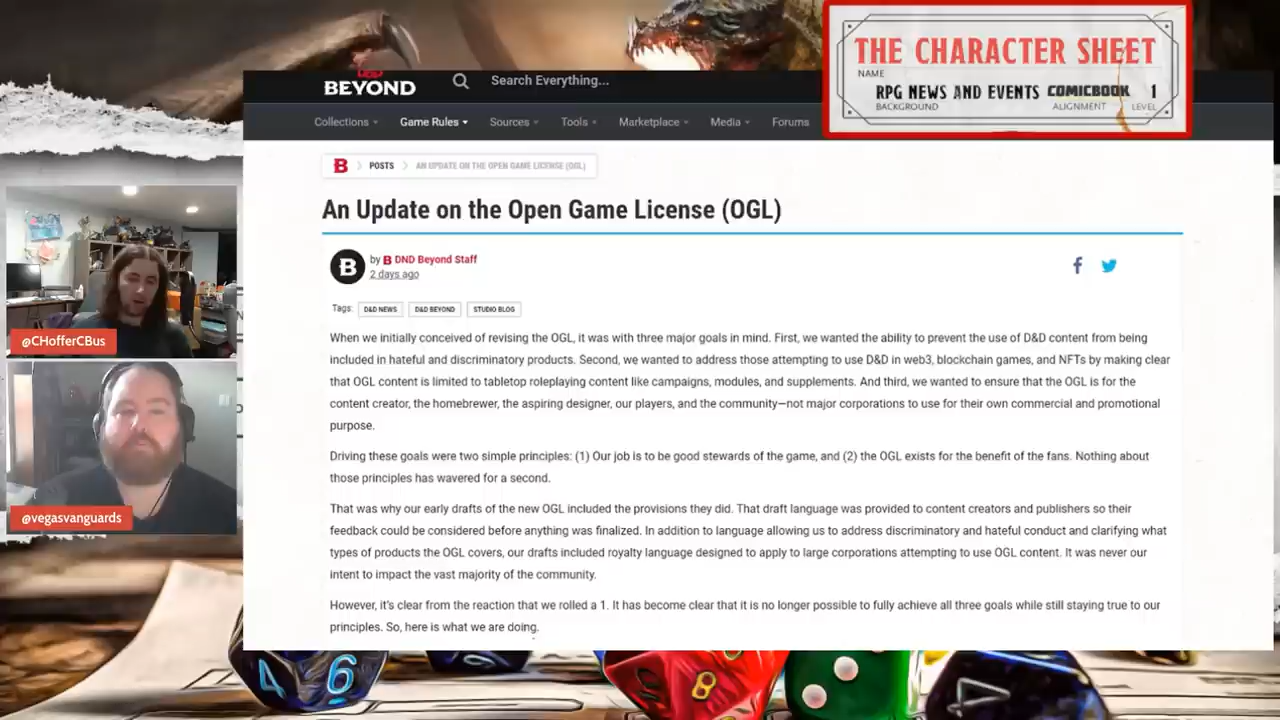 THE CHARACTER SHEET
NAME
RPG NEWS AND EVENTS COMICBOOK 1
BACKGROUND ALIGNMENT LEVEL
D&D
BEYOND
Search Everything...
Collections Game Rules Sources Tools Marketplace Media Forums
B POSTS AN UPDATE ON THE OPEN GAME LICENSE (OGL)
An Update on the Open Game License (OGL)
B by B DND Beyond Staff
2 days ago
Tags: D&D NEWS D&D BEYOND STUDIO BLOG
When we initially conceived of revising the OGL, it was with three major goals in mind. First, we wanted the ability to prevent the use of D&D content from being
included in hateful and discriminatory products. Second, we wanted to address those attempting to use D&D in web3, blockchain games, and NFTs by making clear
that OGL content is limited to tabletop roleplaying content like campaigns, modules, and supplements. And third, we wanted to ensure that the OGL is for the
content creator, the homebrewer, the aspiring designer, our players, and the community—not major corporations to use for their own commercial and promotional
purpose.
Driving these goals were two simple principles: (1) Our job is to be good stewards of the game, and (2) the OGL exists for the benefit of the fans. Nothing about
those principles has wavered for a second.
That was why our early drafts of the new OGL included the provisions they did. That draft language was provided to content creators and publishers so their
feedback could be considered before anything was finalized. In addition to language allowing us to address discriminatory and hateful conduct and clarifying what
types of products the OGL covers, our drafts included royalty language designed to apply to large corporations attempting to use OGL content. It was never our
intent to impact the vast majority of the community.
However, it's clear from the reaction that we rolled a 1. It has become clear that it is no longer possible to fully achieve all three goals while still staying true to our
principles. So, here is what we are doing.
@CHofferCBus
@vegasvanguards
4 6 8 4